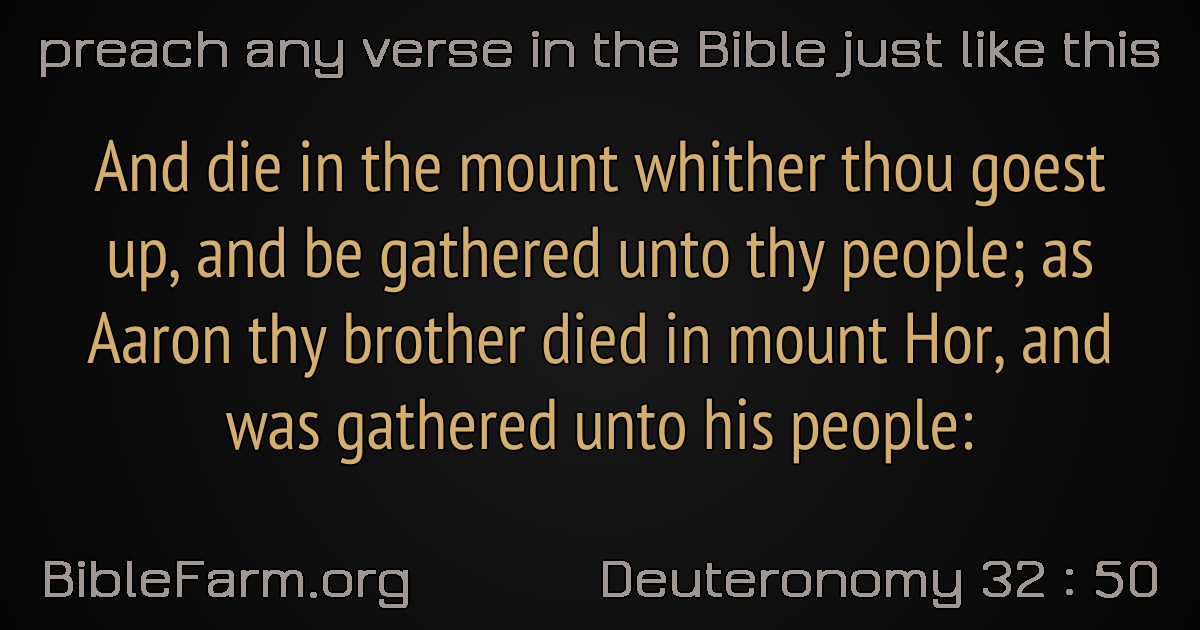 preach any verse in the Bible just like this
And die in the mount whither thou goest
up, and be gathered unto thy people; as
Aaron thy brother died in mount Hor, and
was gathered unto his people:
BibleFarm.org
Deuteronomy 32 : 50